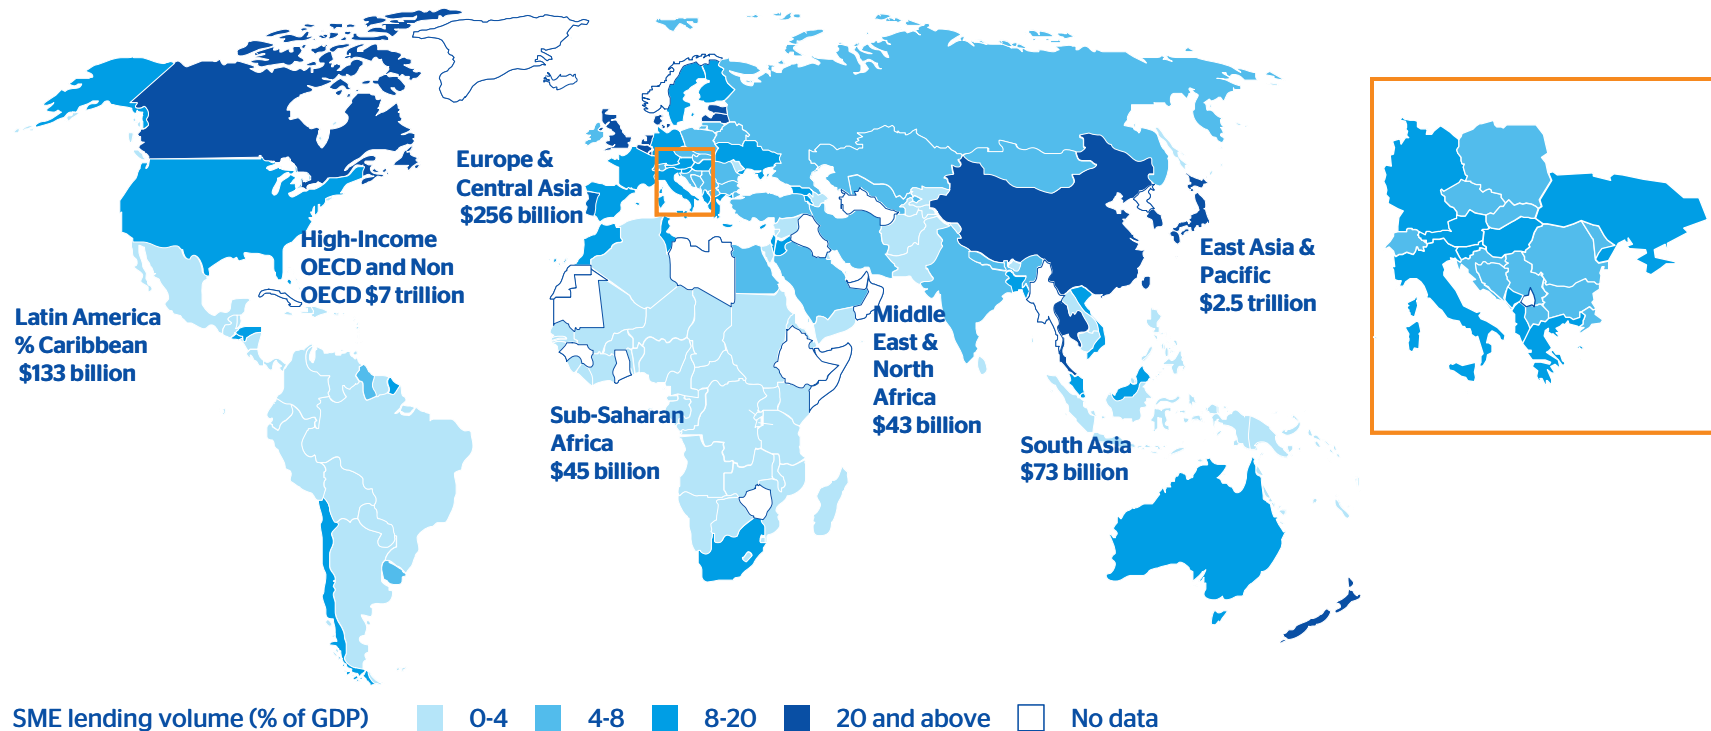 Europe &
Central Asia
$256 billion
High-Income
OECD and Non
OECD $7 trillion
Latin America
% Caribbean
$133 billion
East Asia &
Pacific
$2.5 trillion
Middle
East &
North
Africa
$43 billion
Sub-Saharan
Africa
$45 billion
South Asia
$73 billion
SME lending volume (% of GDP) 0-4 4-8 8-20 20 and above No data